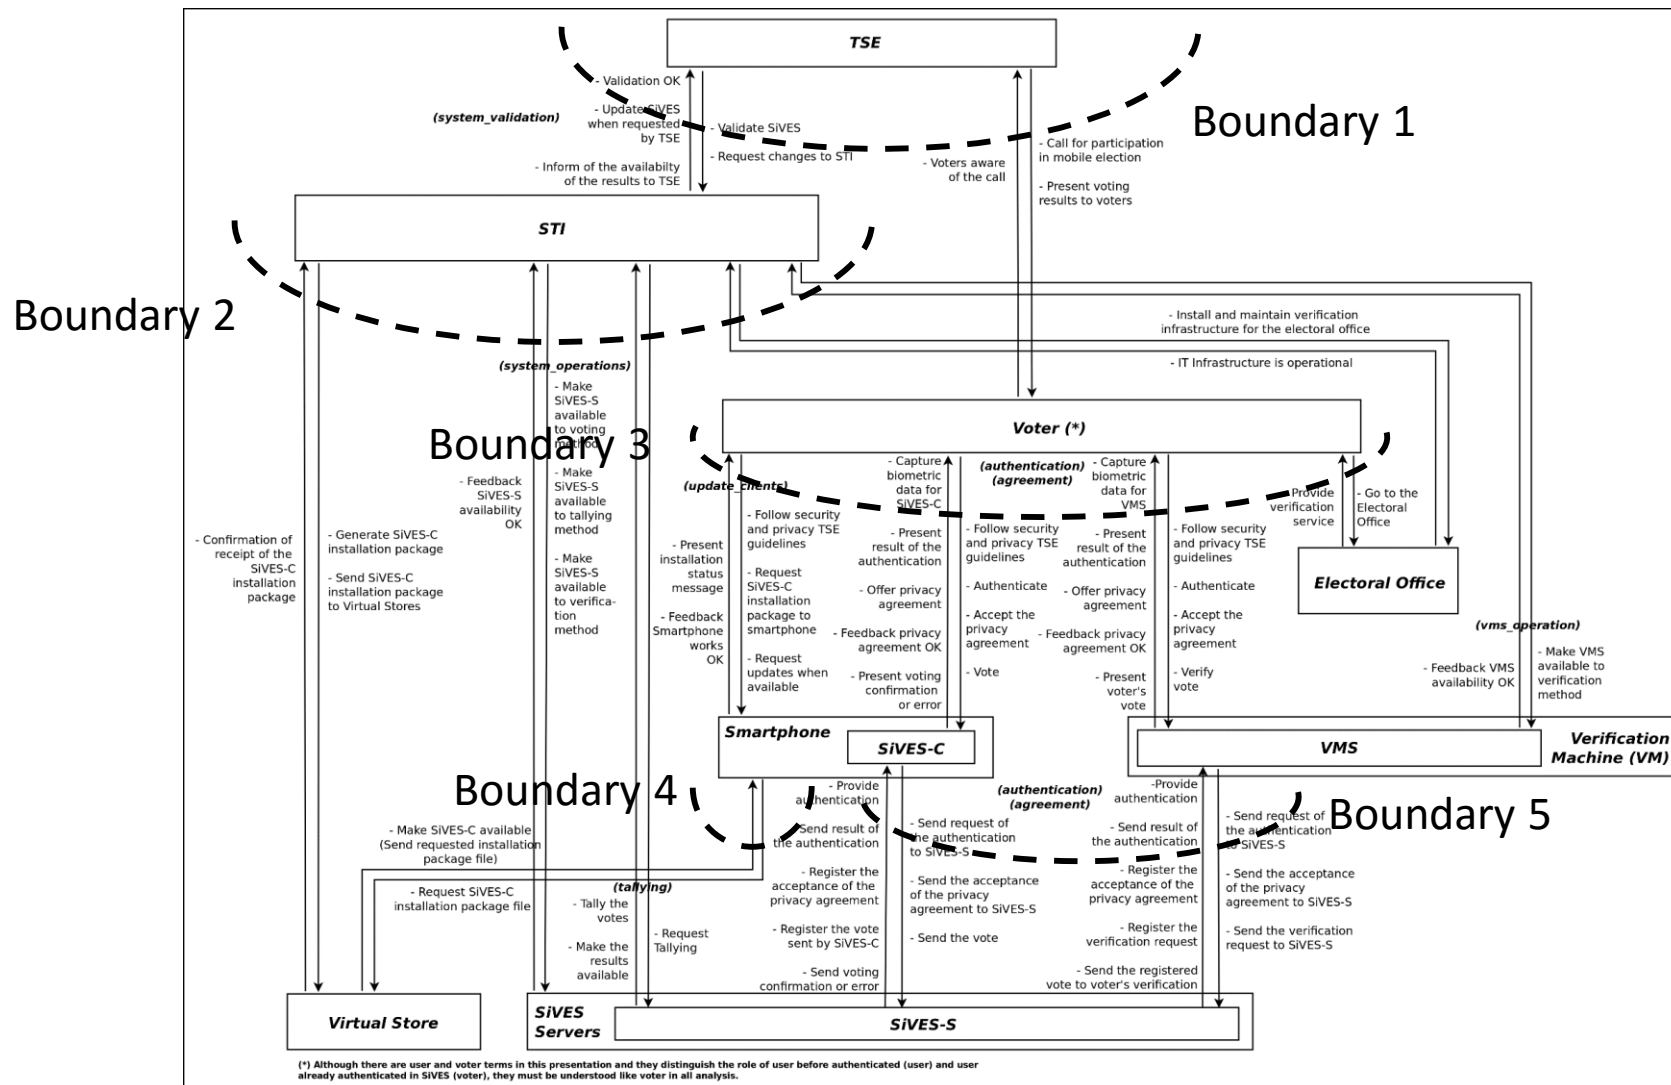 TSE
- Validation OK
- Update SiVES
when requested
by TSE
- Inform of the availabilty
of the results to TSE
(system_validation)
- Validate SiVES
- Request changes to STI
Boundary 1
- Voters aware
of the call
- Call for participation
in mobile election
- Present voting
results to voters
STI
Boundary 2
- Install and maintain verification
infrastructure for the electoral office
- IT Infrastructure is operational
(system_operations)
- Make
SiVES-S
available
to voting
method
- Make
SiVES-S
available
to tallying
method
- Make
SiVES-S
available
to verifica-
tion
method
- Feedback
SiVES-S
availability
OK
Boundary 3
Voter (*)
(update_clients)
- Capture
biometric
data for
SiVES-C
(authentication)
(agreement)
- Capture
biometric
data for
VMS
Provide
verification
service
- Go to the
Electoral
Office
Electoral Office
- Confirmation of
receipt of the
SiVES-C
installation
package
- Generate SiVES-C
installation package
- Send SiVES-C
installation package
to Virtual Stores
- Present
installation
status
message
- Feedback
Smartphone
works
OK
- Follow security
and privacy TSE
guidelines
- Request
SiVES-C
installation
package to
smartphone
- Request
updates when
available
- Present
result of the
authentication
- Offer privacy
agreement
- Feedback privacy
agreement OK
- Present voting
confirmation
or error
- Follow security
and privacy TSE
guidelines
- Authenticate
- Accept the
privacy
agreement
- Vote
- Present
result of the
authentication
- Offer privacy
agreement
- Feedback privacy
agreement OK
- Present
voter's
vote
- Follow security
and privacy TSE
guidelines
- Authenticate
- Accept the
privacy
agreement
- Verify
vote
(vms_operation)
- Feedback VMS
availability OK
- Make VMS
available to
verification
method
Smartphone
SiVES-C
VMS
Verification
Machine (VM)
Boundary 4
Boundary 5
- Make SiVES-C available
(Send requested installation
package file)
- Request SiVES-C
installation package file
(tallying)
- Tally the
votes
- Make the
results
available
- Request
Tallying
- Provide
authentication
Send result of
the authentication
- Register the
acceptance of the
privacy agreement
- Register the vote
sent by SiVES-C
- Send voting
confirmation or error
(authentication)
(agreement)
- Send request of
the authentication
to SiVES-S
- Send the acceptance
of the privacy
agreement to SiVES-S
- Send the vote
-Provide
authentication
- Send result of
the authentication
- Register the
acceptance of the
privacy agreement
- Register the
verification request
- Send the registered
vote to voter's verification
- Send request of
the authentication
to SiVES-S
- Send the acceptance
of the privacy
agreement to SiVES-S
- Send the verification
request to SiVES-S
Virtual Store
SiVES
Servers
SiVES-S
(*) Although there are user and voter terms in this presentation and they distinguish the role of user before authenticated (user) and user
already authenticated in SiVES (voter), they must be understood like voter in all analysis.